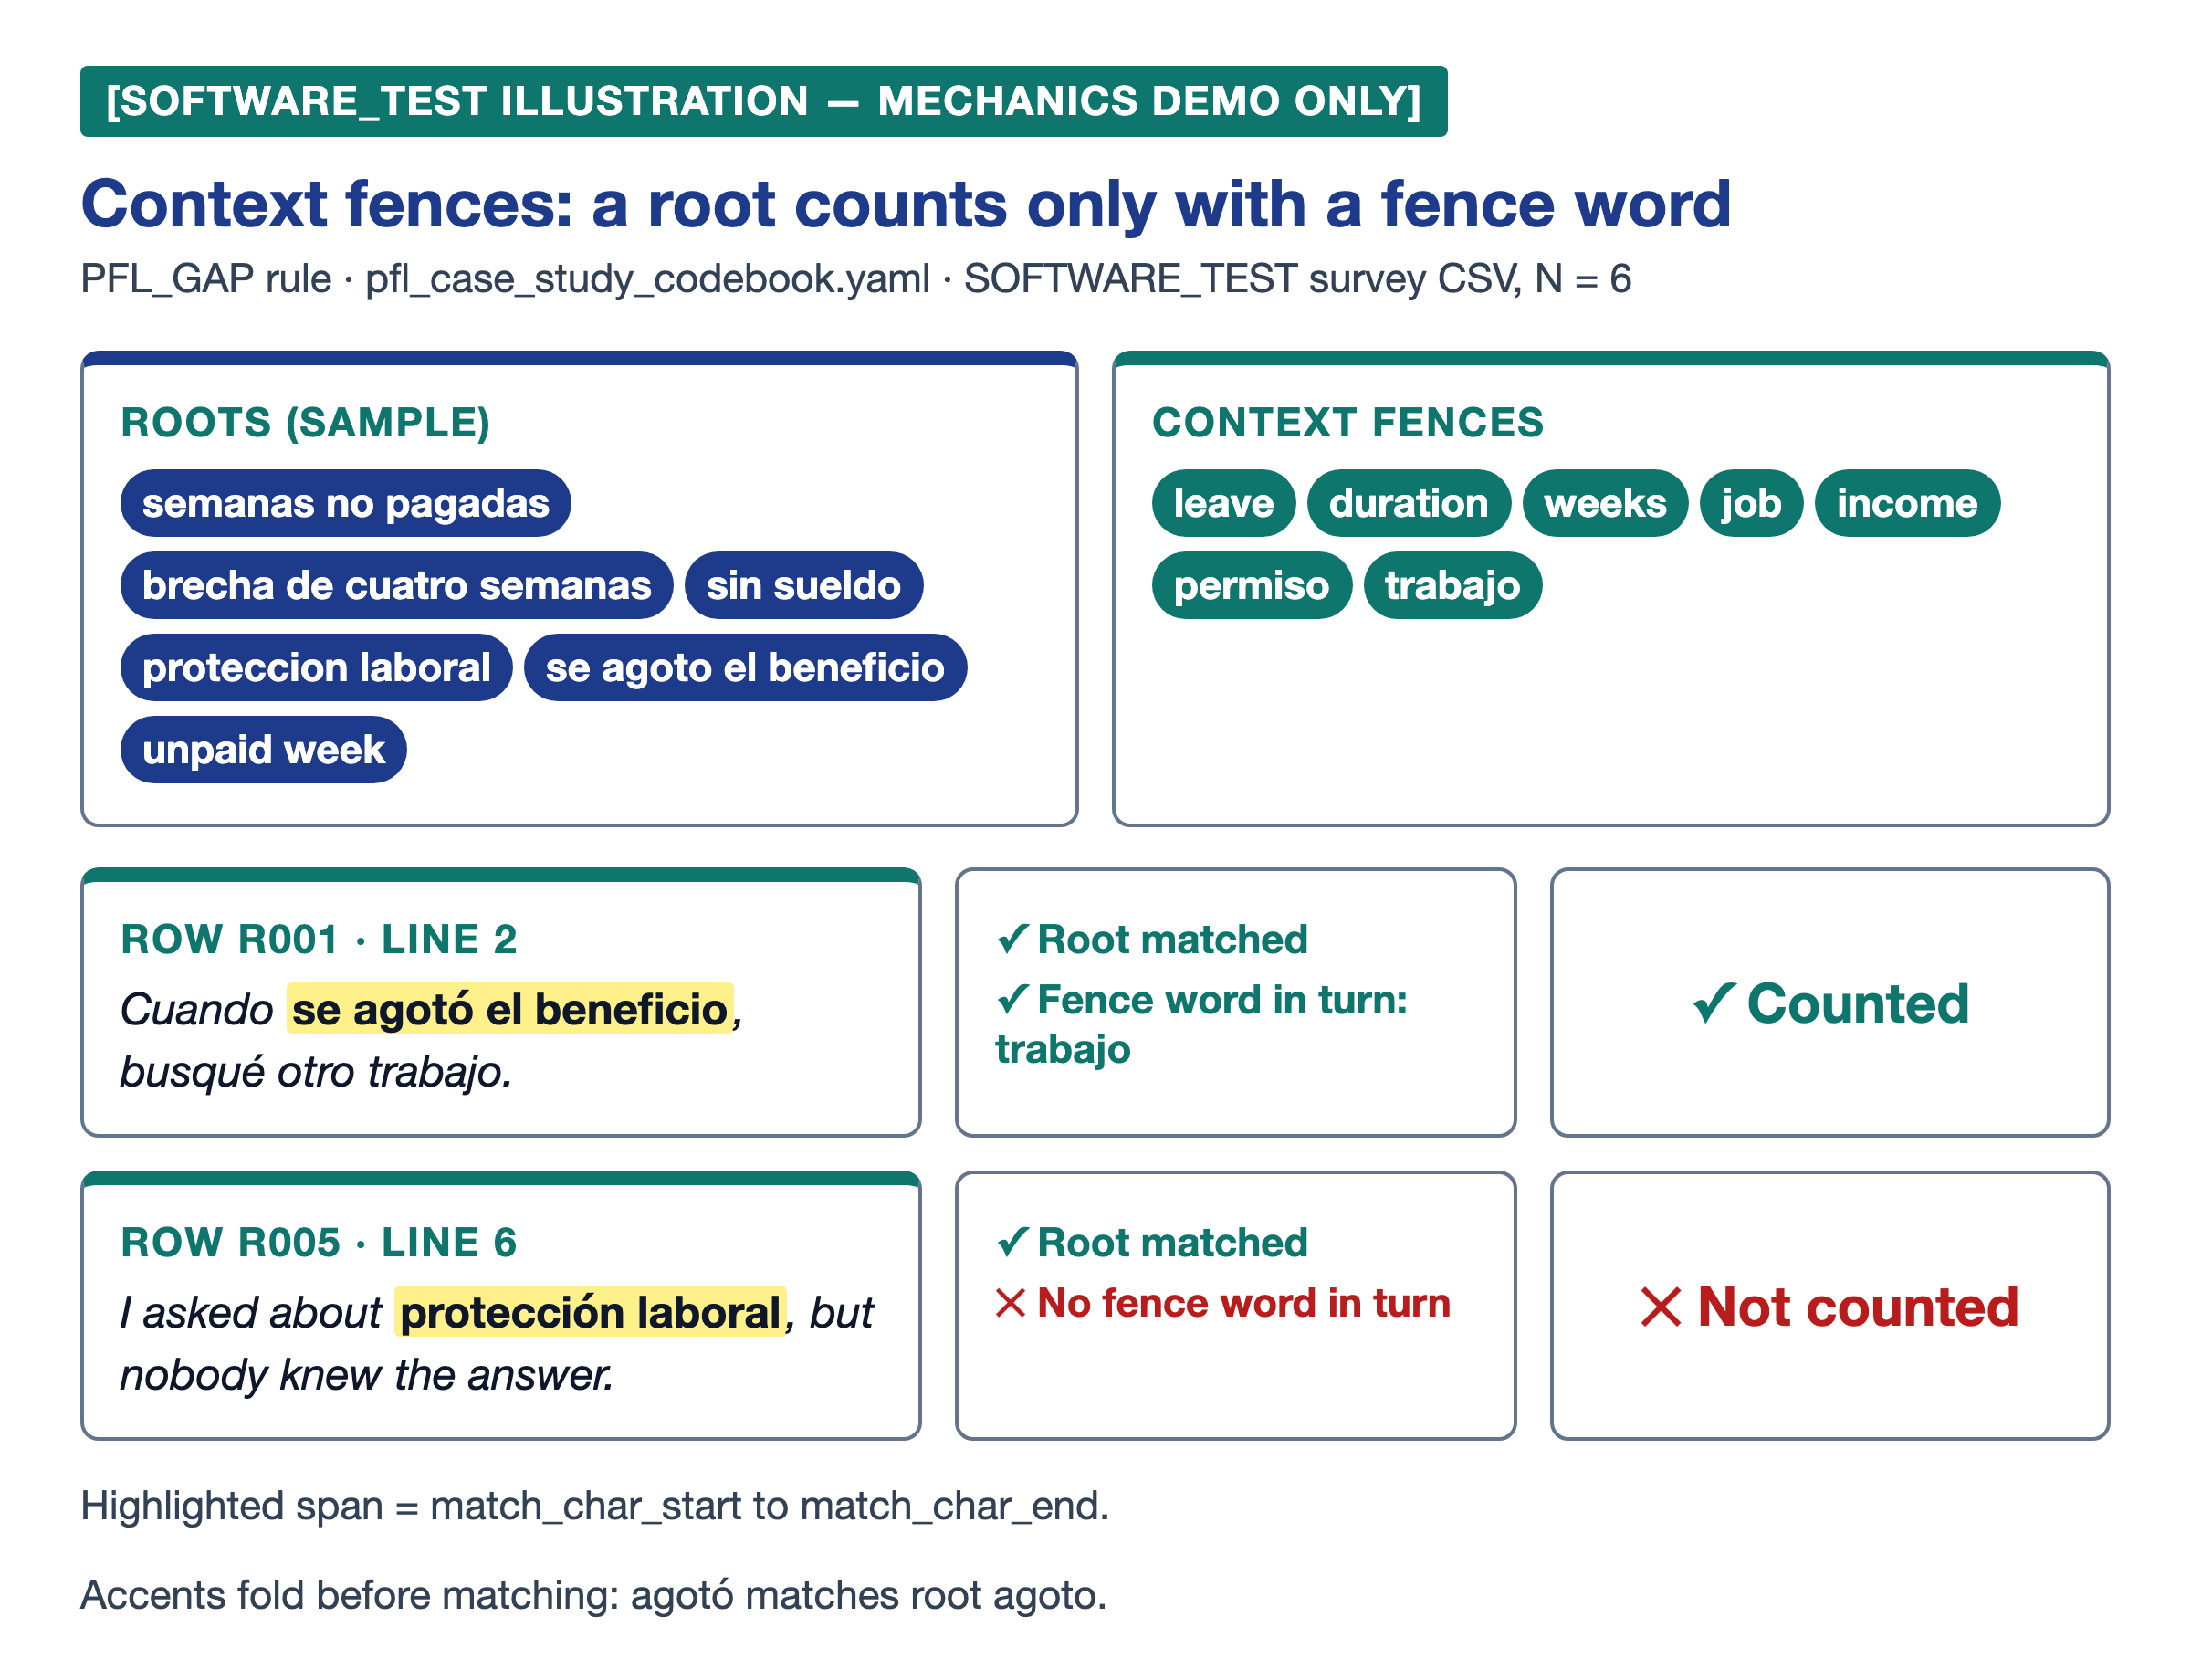 [SOFTWARE_TEST ILLUSTRATION — MECHANICS DEMO ONLY]
Context fences: a root counts only with a fence word
PFL_GAP rule · pfl_case_study_codebook.yaml · SOFTWARE_TEST survey CSV, N = 6
ROOTS (SAMPLE)
semanas no pagadas
brecha de cuatro semanas sin sueldo
proteccion laboral se agoto el beneficio
unpaid week
CONTEXT FENCES
leave duration weeks job income
permiso trabajo
ROW R001 · LINE 2
Cuando se agotó el beneficio,
busqué otro trabajo.
✓ Root matched
✓ Fence word in turn:
trabajo
✓ Counted
ROW R005 · LINE 6
I asked about protección laboral, but
nobody knew the answer.
✓ Root matched
✕ No fence word in turn
✕ Not counted
Highlighted span = match_char_start to match_char_end.
Accents fold before matching: agotó matches root agoto.